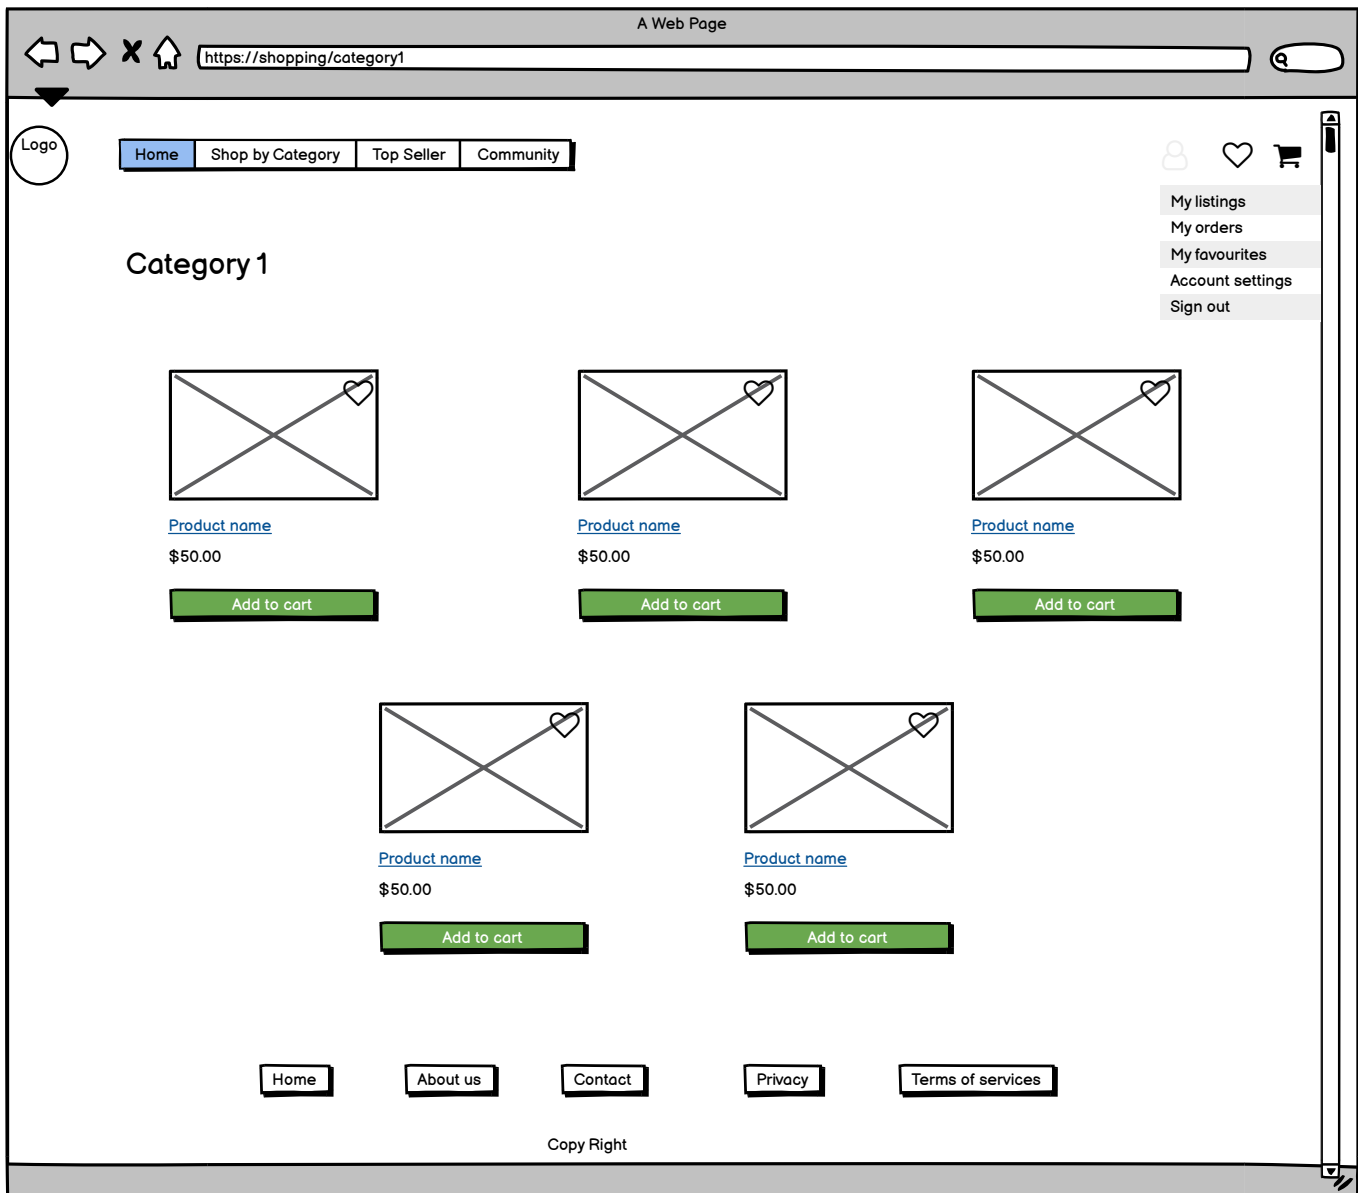 A Web Page
https://shopping/category1
Logo
Home Shop by Category Top Seller Community
My listings
My orders
My favourites
Account settings
Sign out
Category 1
Product name Product name Product name
$50.00 $50.00 $50.00
Add to cart Add to cart Add to cart
Product name Product name
$50.00 $50.00
Add to cart Add to cart
Home About us Contact Privacy Terms of services
Copy Right